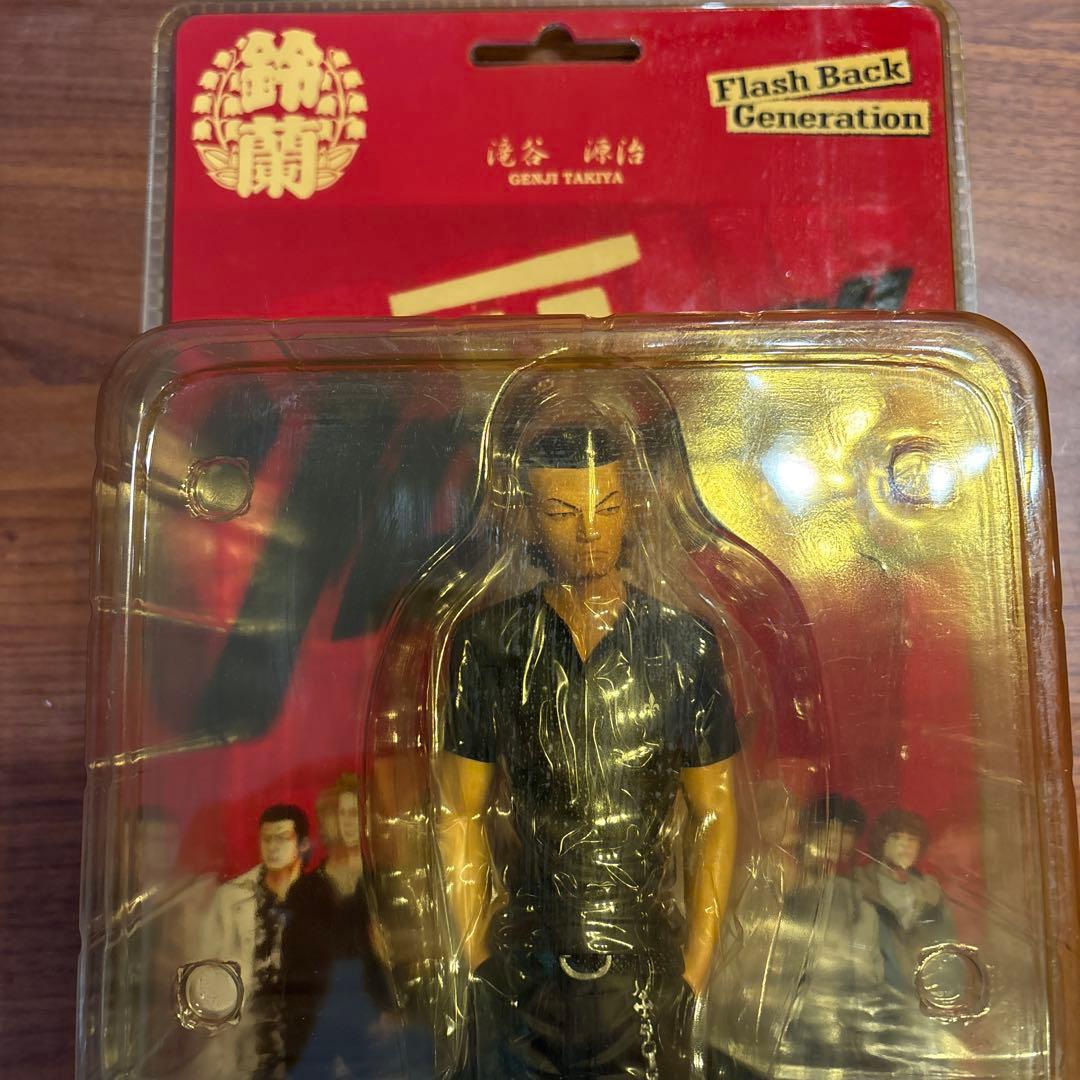 鈴
蘭
Flash Back
Generation
滝谷 源治
GENJI TAKIYA